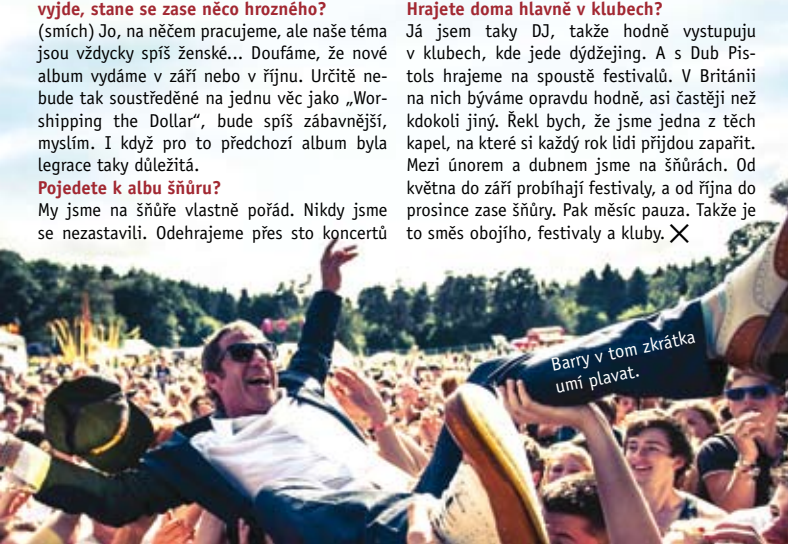 vyjde, stane se zase něco hrozného?
(smích) Jo, na něčem pracujeme, ale naše téma
jsou vždycky spíš ženské... Doufáme, že nové
album vydáme v září nebo v říjnu. Určitě ne-
bude tak soustředěné na jednu věc jako „Wor-
shipping the Dollar“, bude spíš zábavnější,
myslím. I když pro to předchozí album byla
legrace taky důležitá.
Pojedete k albu šňůru?
My jsme na šňůře vlastně pořád. Nikdy jsme
se nezastavili. Odehrajeme přes sto koncertů
Hrajete doma hlavně v klubech?
Já jsem taky DJ, takže hodně vystupuju
v klubech, kde jede dýdžejing. A s Dub Pis-
tols hrajeme na spoustě festivalů. V Británii
na nich býváme opravdu hodně, asi častěji než
kdokoli jiný. Řekl bych, že jsme jedna z těch
kapel, na které si každý rok lidi přijdou zapařit.
Mezi únorem a dubnem jsme na šňůrách. Od
května do září probíhají festivaly, a od října do
prosince zase šňůry. Pak měsíc pauza. Takže je
to směs obojího, festivaly a kluby.
Barry v tom zkrátka
umí plavat.